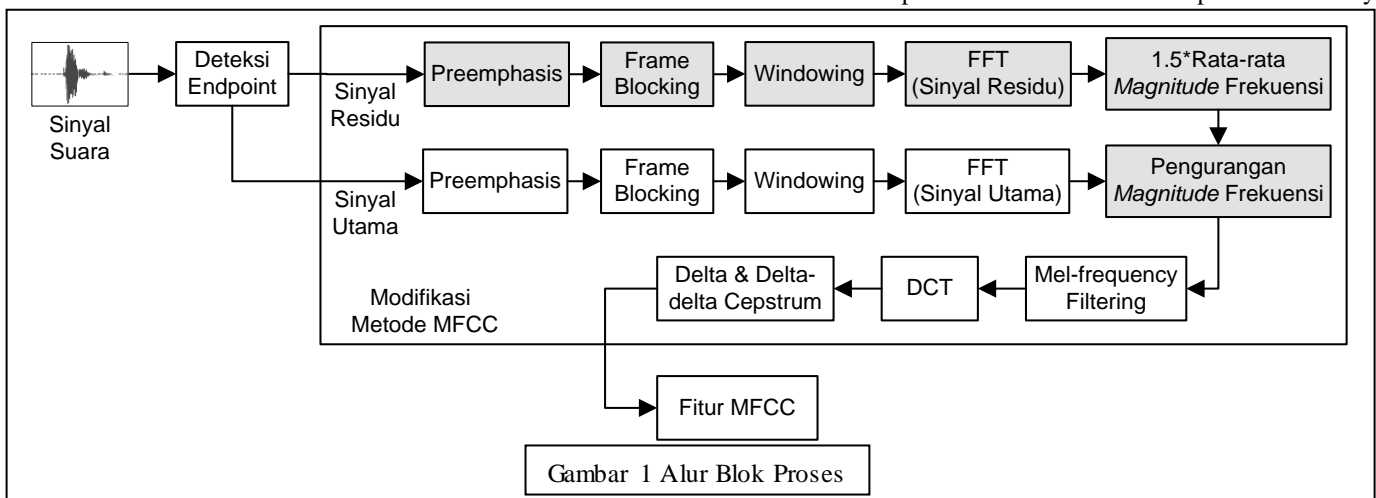 Sinyal
Suara
Deteksi
Endpoint
Sinyal
Residu
Preemphasis
Frame
Blocking
Windowing
FFT
(Sinyal Residu)
1.5*Rata-rata
Magnitude Frekuensi
Sinyal
Utama
Preemphasis
Frame
Blocking
Windowing
FFT
(Sinyal Utama)
Pengurangan
Magnitude Frekuensi
Modifikasi
Metode MFCC
Delta & Delta-
delta Cepstrum
DCT
Mel-frequency
Filtering
Fitur MFCC
Gambar 1 Alur Blok Proses